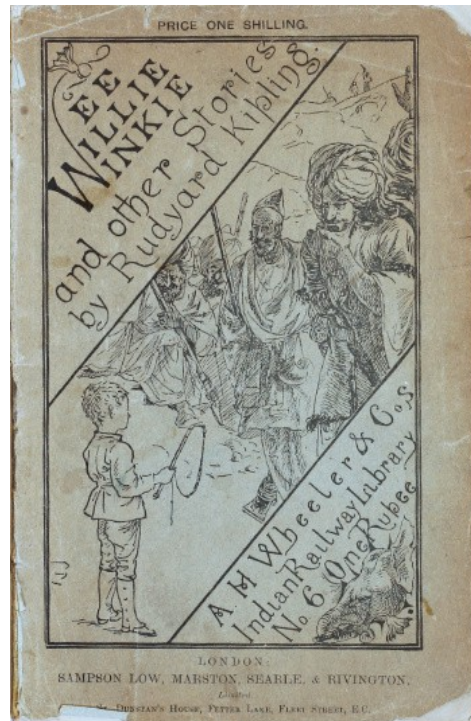 PRICE ONE SHILLING.
WEE
WILLIE
WINKIE
and other Stories
by Rudyard Kipling.
A H Wheeler & Co,s
Indian Railway Library
No 6 One Rupee
LONDON:
SAMPSON LOW, MARSTON, SEARLE, & RIVINGTON,
Limited
St. DUNSTAN'S HOUSE, FETTER LANE, FLEET STREET, E.C.